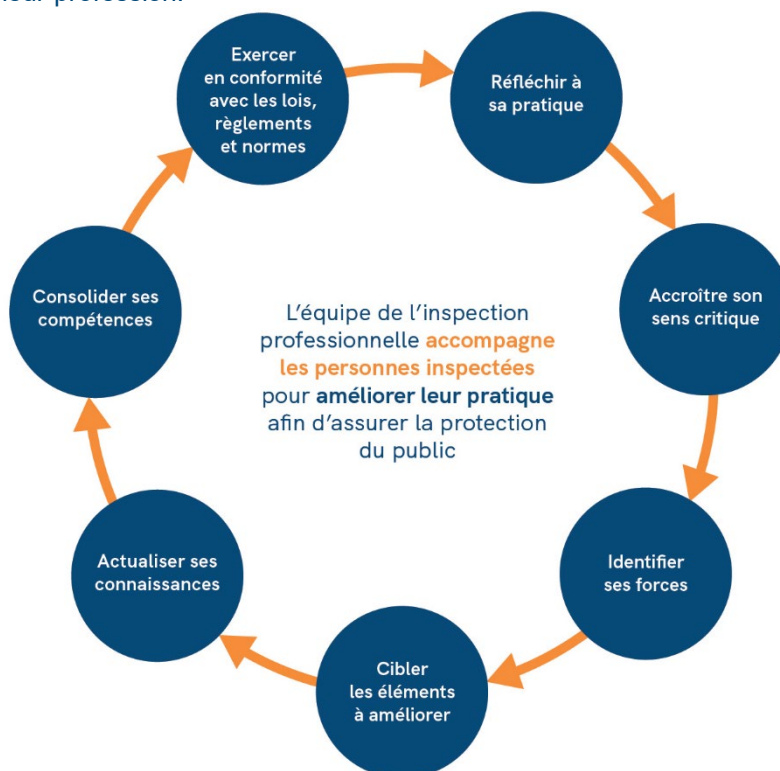 leur profession.
Exercer
en conformité
avec les lois,
règlements
et normes
Réfléchir à
sa pratique
Accroître son
sens critique
Identifier
ses forces
Cibler
les éléments
à améliorer
Actualiser ses
connaissances
Consolider ses
compétences
L’équipe de l’inspection
professionnelle accompagne
les personnes inspectées
pour améliorer leur pratique
afin d’assurer la protection
du public